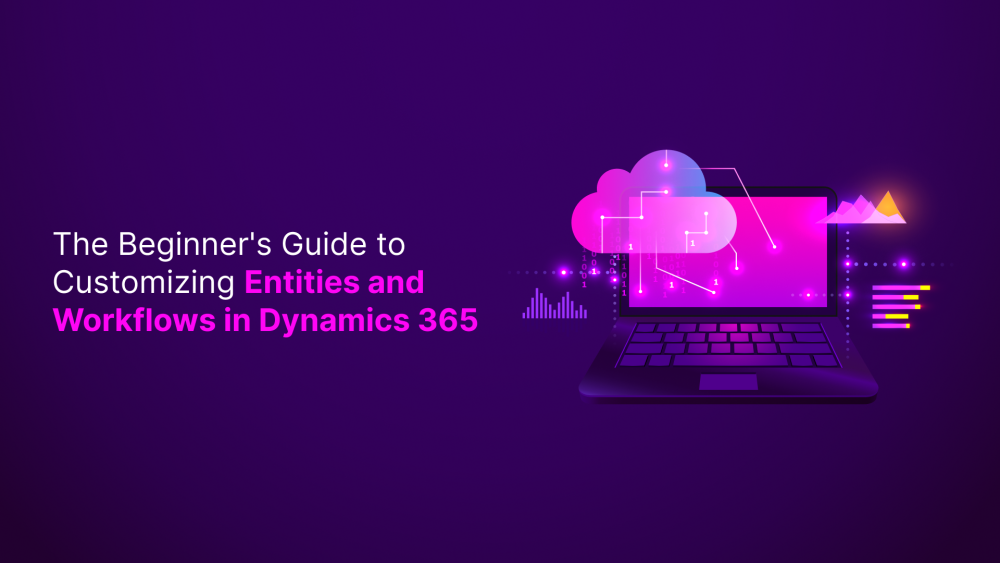 The Beginner's Guide to
Customizing Entities and
Workflows in Dynamics 365